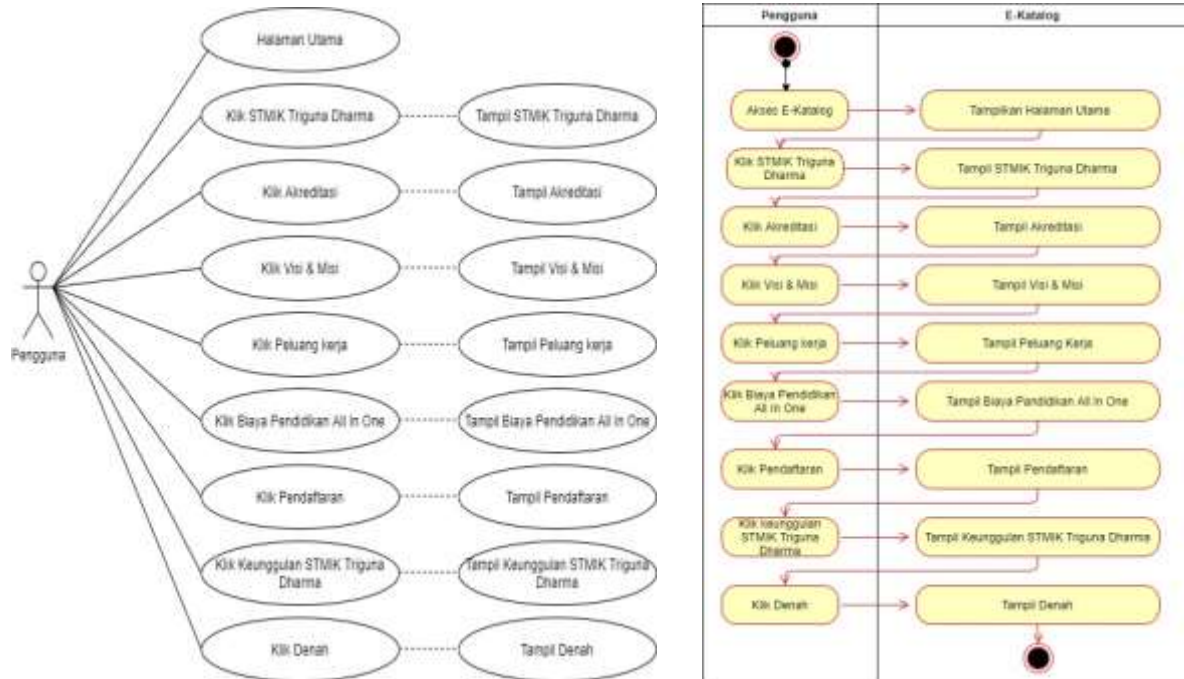 Halaman Utama
Klik STMIK Triguna Dharma
Tampil STMIK Triguna Dharma
Klik Akreditasi
Tampil Akreditasi
Klik Visi & Misi
Tampil Visi & Misi
Pengguna
Klik Peluang kerja
Tampil Peluang kerja
Klik Biaya Pendidikan All In One
Tampil Biaya Pendidikan All In One
Klik Pendaftaran
Tampil Pendaftaran
Klik Keunggulan STMIK Triguna
Dharma
Tampil Keunggulan STMIK Triguna
Dharma
Klik Denah
Tampil Denah
Pengguna
E-Katalog
Akses E-Katalog
Tampilkan Halaman Utama
Klik STMIK Triguna
Dharma
Tampil STMIK Triguna Dharma
Klik Akreditasi
Tampil Akreditasi
Klik Visi & Misi
Tampil Visi & Misi
Klik Peluang kerja
Tampil Peluang Kerja
Klik Biaya Pendidikan
All In One
Tampil Biaya Pandidikan All In One
Klik Pendaftaran
Tampil Pendaftaran
Klik keunggulan
STMIK Triguna
Dharma
Tampil Keunggulan STMIK Triguna Dharma
Klik Denah
Tampil Denah